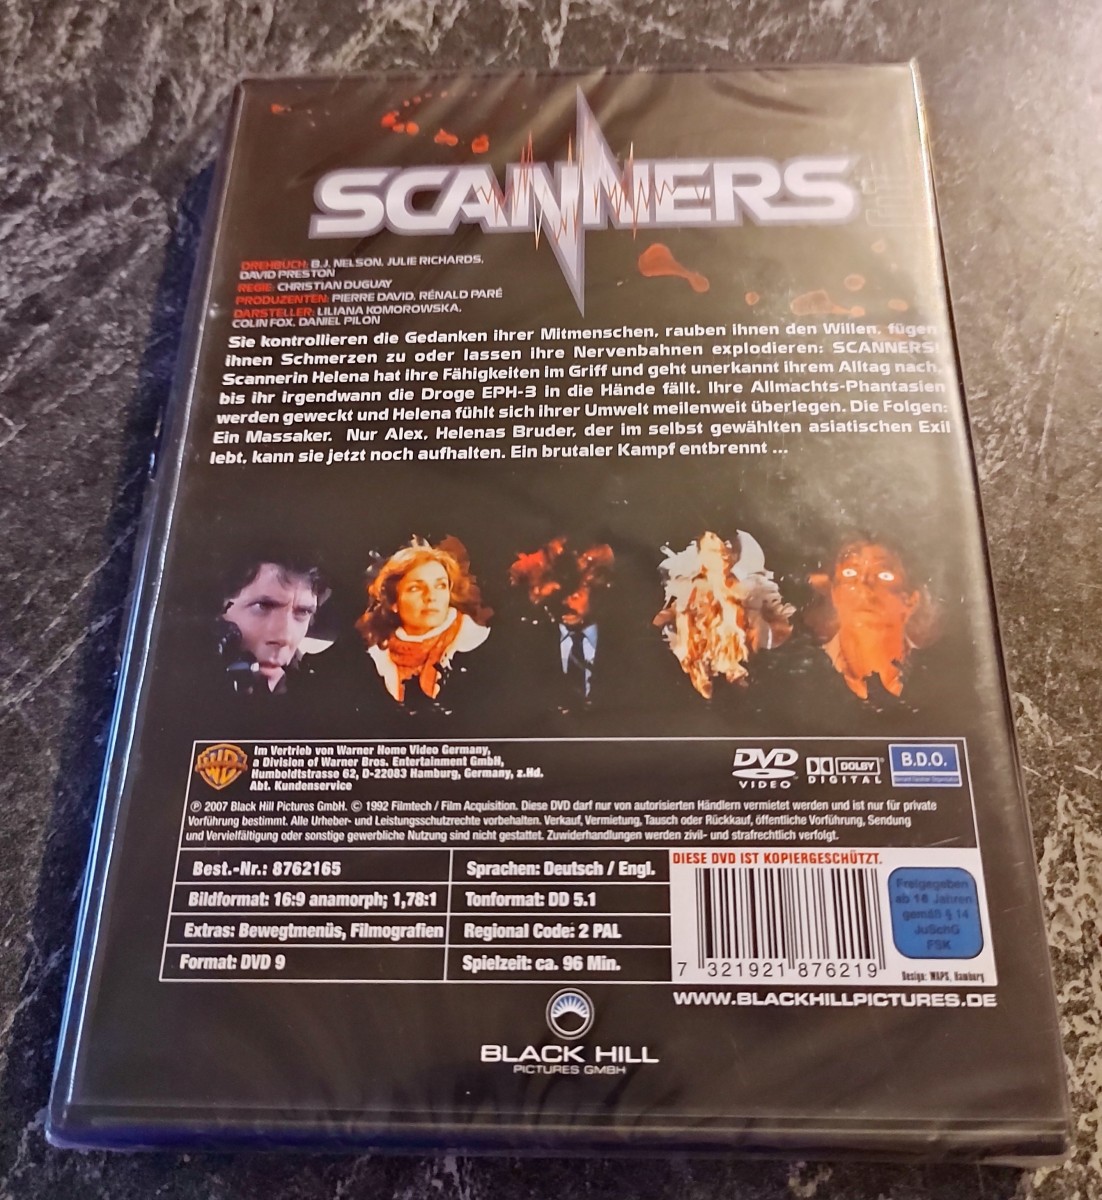 SCANNERS
DREHBUCH: B.J. NELSON, JULIE RICHARDS,
DAVID PRESTON
REGIE: CHRISTIAN DUGUAY
PRODUZENTEN: PIERRE DAVID, RÉNALD PARÉ
DARSTELLER: LILIANA KOMOROWSKA,
COLIN FOX, DANIEL PILON
Sie kontrollieren die Gedanken ihrer Mitmenschen, rauben ihnen den Willen, fügen
ihnen Schmerzen zu oder lassen ihre Nervenbahnen explodieren: SCANNERS!
Scannerin Helena hat ihre Fähigkeiten im Griff und geht unerkannt ihrem Alltag nach,
bis ihr irgendwann die Droge EPH-3 in die Hände fällt. Ihre Allmachts-Phantasien
werden geweckt und Helena fühlt sich ihrer Umwelt meilenweit überlegen. Die Folgen:
Ein Massaker. Nur Alex, Helenas Bruder, der im selbst gewählten asiatischen Exil
lebt, kann sie jetzt noch aufhalten. Ein brutaler Kampf entbrennt ...
WB
Im Vertrieb von Warner Home Video Germany,
a Division of Warner Bros. Entertainment GmbH,
Humboldtstrasse 62, D-22083 Hamburg, Germany, z.Hd.
Abt. Kundenservice
DVD
VIDEO
DOLBY
DIGITAL
B.D.O.
℗ 2007 Black Hill Pictures GmbH. © 1992 Filmtech / Film Acquisition. Diese DVD darf nur von autorisierten Händlern vermietet werden und ist nur für private
Vorführung bestimmt. Alle Urheber- und Leistungsschutzrechte vorbehalten. Verkauf, Vermietung, Tausch oder Rückkauf, öffentliche Vorführung, Sendung
und Vervielfältigung oder sonstige gewerbliche Nutzung sind nicht gestattet. Zuwiderhandlungen werden zivil- und strafrechtlich verfolgt.
Best.-Nr.: 8762165
Sprachen: Deutsch / Engl.
Bildformat: 16:9 anamorph; 1,78:1
Tonformat: DD 5.1
Extras: Bewegtmenüs, Filmografien
Regional Code: 2 PAL
Format: DVD 9
Spielzeit: ca. 96 Min.
DIESE DVD IST KOPIERGESCHÜTZT.
7 321921 876219
Freigegeben
ab 16 Jahren
gemäß § 14
JuSchG
FSK
Design: WAPS, Hamburg
WWW.BLACKHILLPICTURES.DE
BLACK HILL
PICTURES GMBH